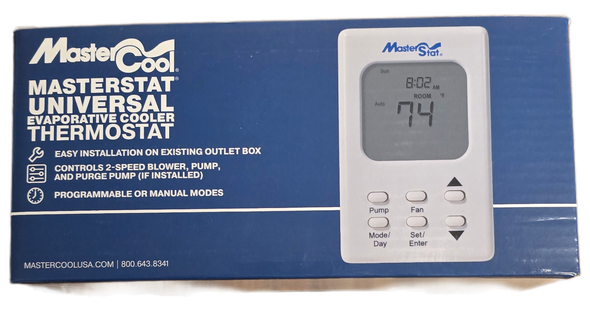 MasterCool®
MASTERSTAT®
UNIVERSAL
EVAPORATIVE COOLER
THERMOSTAT
EASY INSTALLATION ON EXISTING OUTLET BOX
CONTROLS 2-SPEED BLOWER, PUMP,
AND PURGE PUMP (IF INSTALLED)
PROGRAMMABLE OR MANUAL MODES
MASTERCOOLUSA.COM | 800.643.8341
MasterStat®
Sun
8:02 AM
ROOM °F
Auto
74
Pump Fan
Mode/ Set/
Day Enter